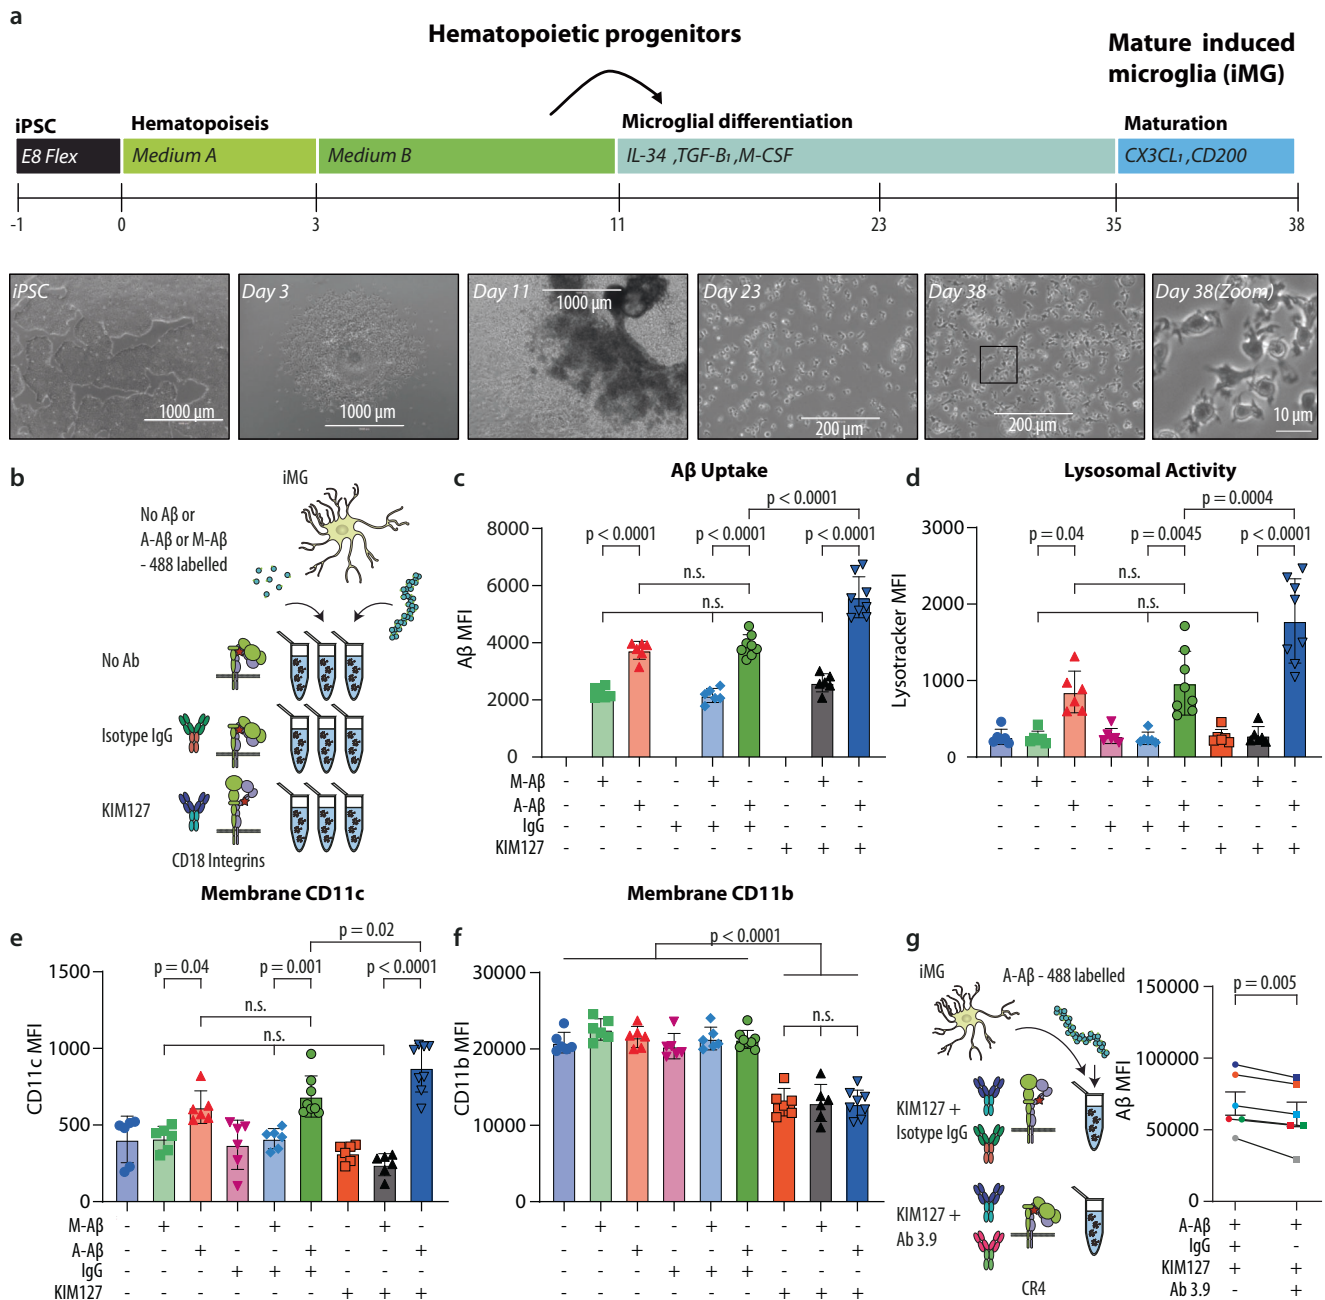 a
Hematopoietic progenitors
Mature induced
microglia (iMG)
iPSC
Hematopoiseis
Microglial differentiation
Maturation
E8 Flex
Medium A
Medium B
IL-34 ,TGF-B1 ,M-CSF
CX3CL1 ,CD200
-1 0 3 11 23 35 38
iPSC
1000 μm
Day 3
1000 μm
Day 11
1000 μm
Day 23
200 μm
Day 38
200 μm
Day 38(Zoom)
10 μm
b
iMG
No Aβ or
A-Aβ or M-Aβ
- 488 labelled
No Ab
Isotype IgG
KIM127
CD18 Integrins
c
Aβ Uptake
p < 0.0001
p < 0.0001 p < 0.0001 p < 0.0001
n.s.
n.s.
Aβ MFI
8000
6000
4000
2000
0
M-Aβ - + - - + - - + -
A-Aβ - - + - - + - - +
IgG - - - + + + - - -
KIM127 - - - - - - + + +
d
Lysosomal Activity
p = 0.0004
p = 0.04 p = 0.0045 p < 0.0001
n.s.
n.s.
Lysotracker MFI
3000
2000
1000
0
- + - - + - - + -
- - + - - + - - +
- - - + + + - - -
- - - - - - + + +
e
Membrane CD11c
p = 0.02
p = 0.04 p = 0.001 p < 0.0001
n.s.
n.s.
CD11c MFI
1500
1000
500
0
M-Aβ - + - - + - - + -
A-Aβ - - + - - + - - +
IgG - - - + + + - - -
KIM127 - - - - - - + + +
f
Membrane CD11b
p < 0.0001
n.s.
CD11b MFI
30000
20000
10000
0
- + - - + - - + -
- - + - - + - - +
- - - + + + - - -
- - - - - - + + +
g
iMG
A-Aβ - 488 labelled
KIM127 +
Isotype IgG
KIM127 +
Ab 3.9
CR4
p = 0.005
Aβ MFI
150000
100000
50000
0
A-Aβ + +
IgG + -
KIM127 + +
Ab 3.9 - +